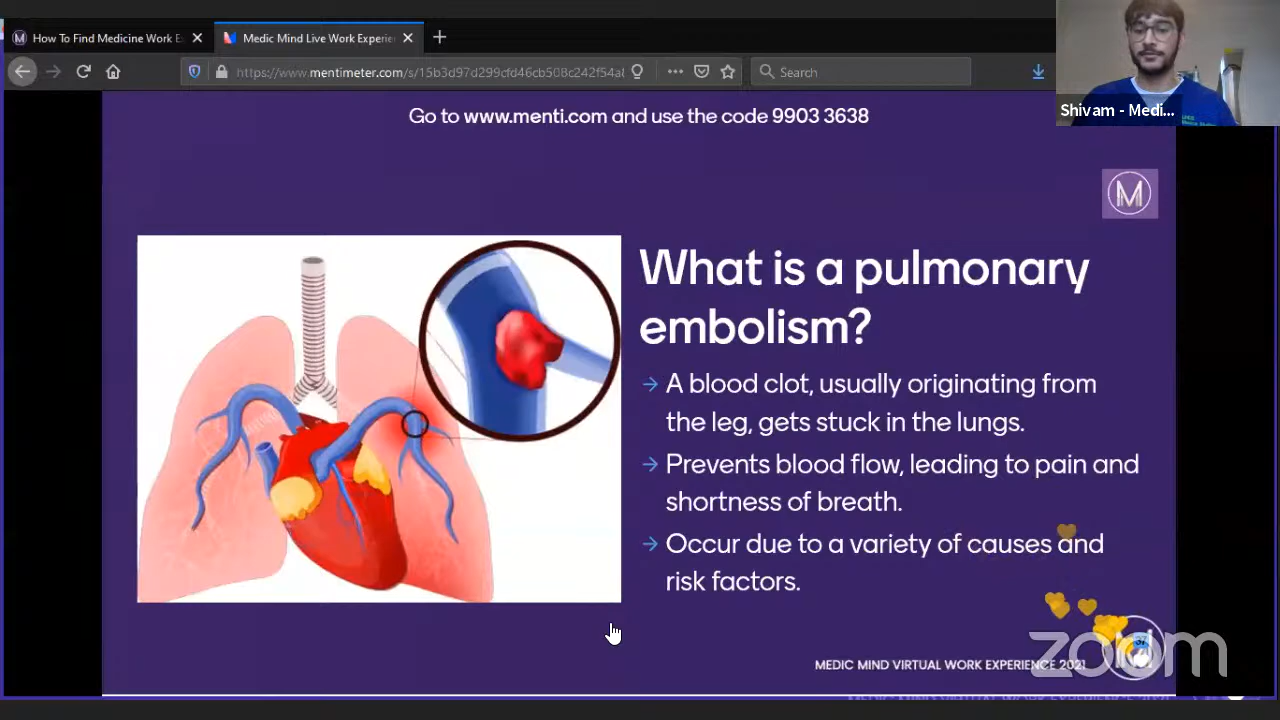 How To Find Medicine Work E
Medic Mind Live Work Experie
https://www.mentimeter.com/s/15b3d97d299cfd46cb508c242f54a
Search
Shivam - Medi...
Go to www.menti.com and use the code 9903 3638
M
What is a pulmonary
embolism?
→ A blood clot, usually originating from
the leg, gets stuck in the lungs.
→ Prevents blood flow, leading to pain and
shortness of breath.
→ Occur due to a variety of causes and
risk factors.
37
zoom
MEDIC MIND VIRTUAL WORK EXPERIENCE 2021